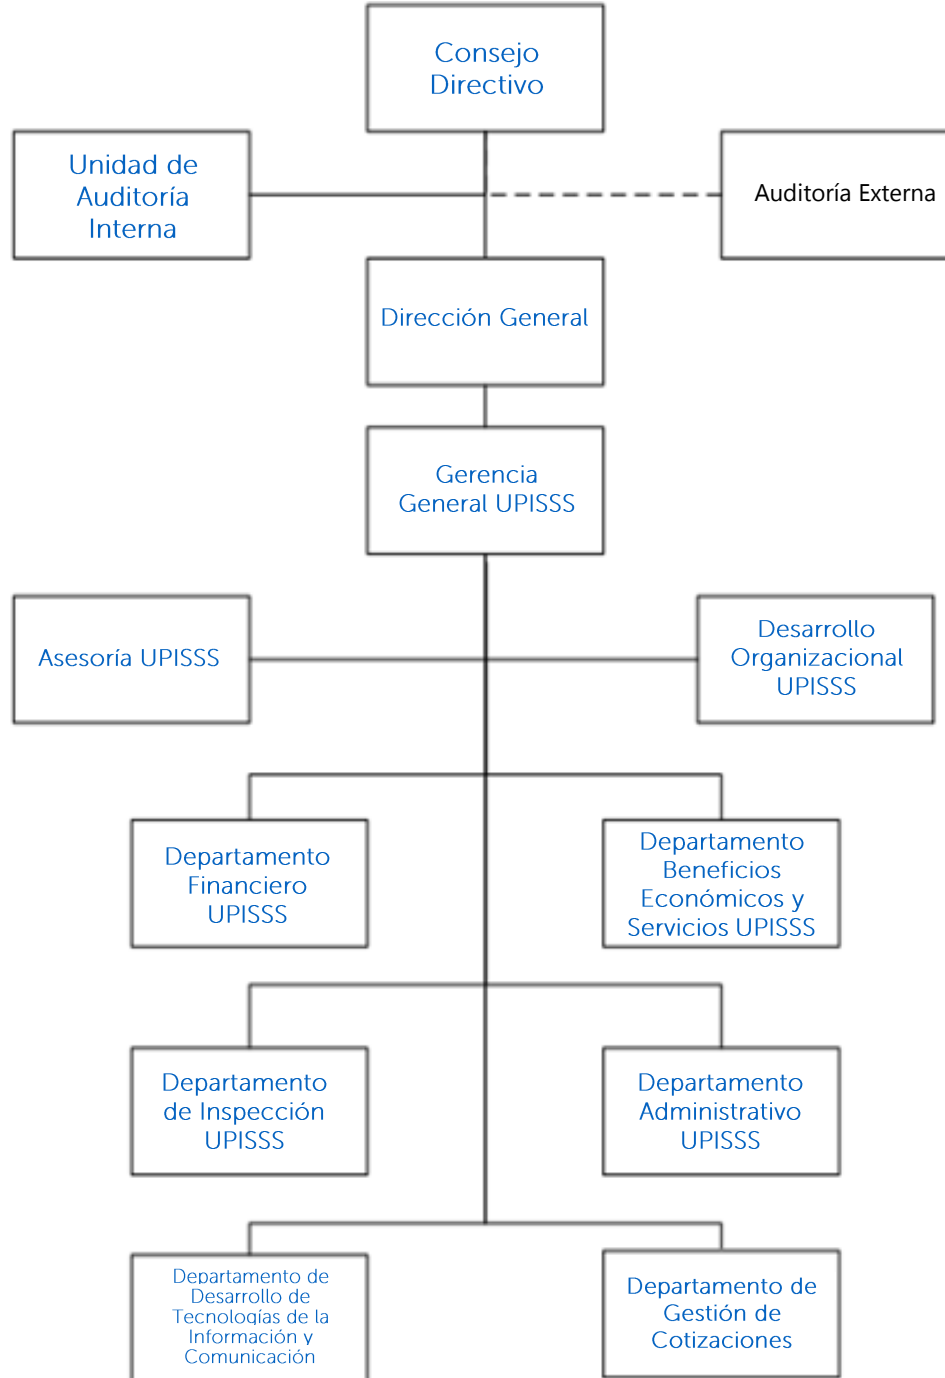 Consejo
Directivo
Unidad de
Auditoría
Interna
Auditoría Externa
Dirección General
Gerencia
General UPISSS
Asesoría UPISSS
Desarrollo
Organizacional
UPISSS
Departamento
Financiero
UPISSS
Departamento
Beneficios
Económicos y
Servicios UPISSS
Departamento
de Inspección
UPISSS
Departamento
Administrativo
UPISSS
Departamento de
Desarrollo de
Tecnologías de la
Información y
Comunicación
Departamento de
Gestión de
Cotizaciones